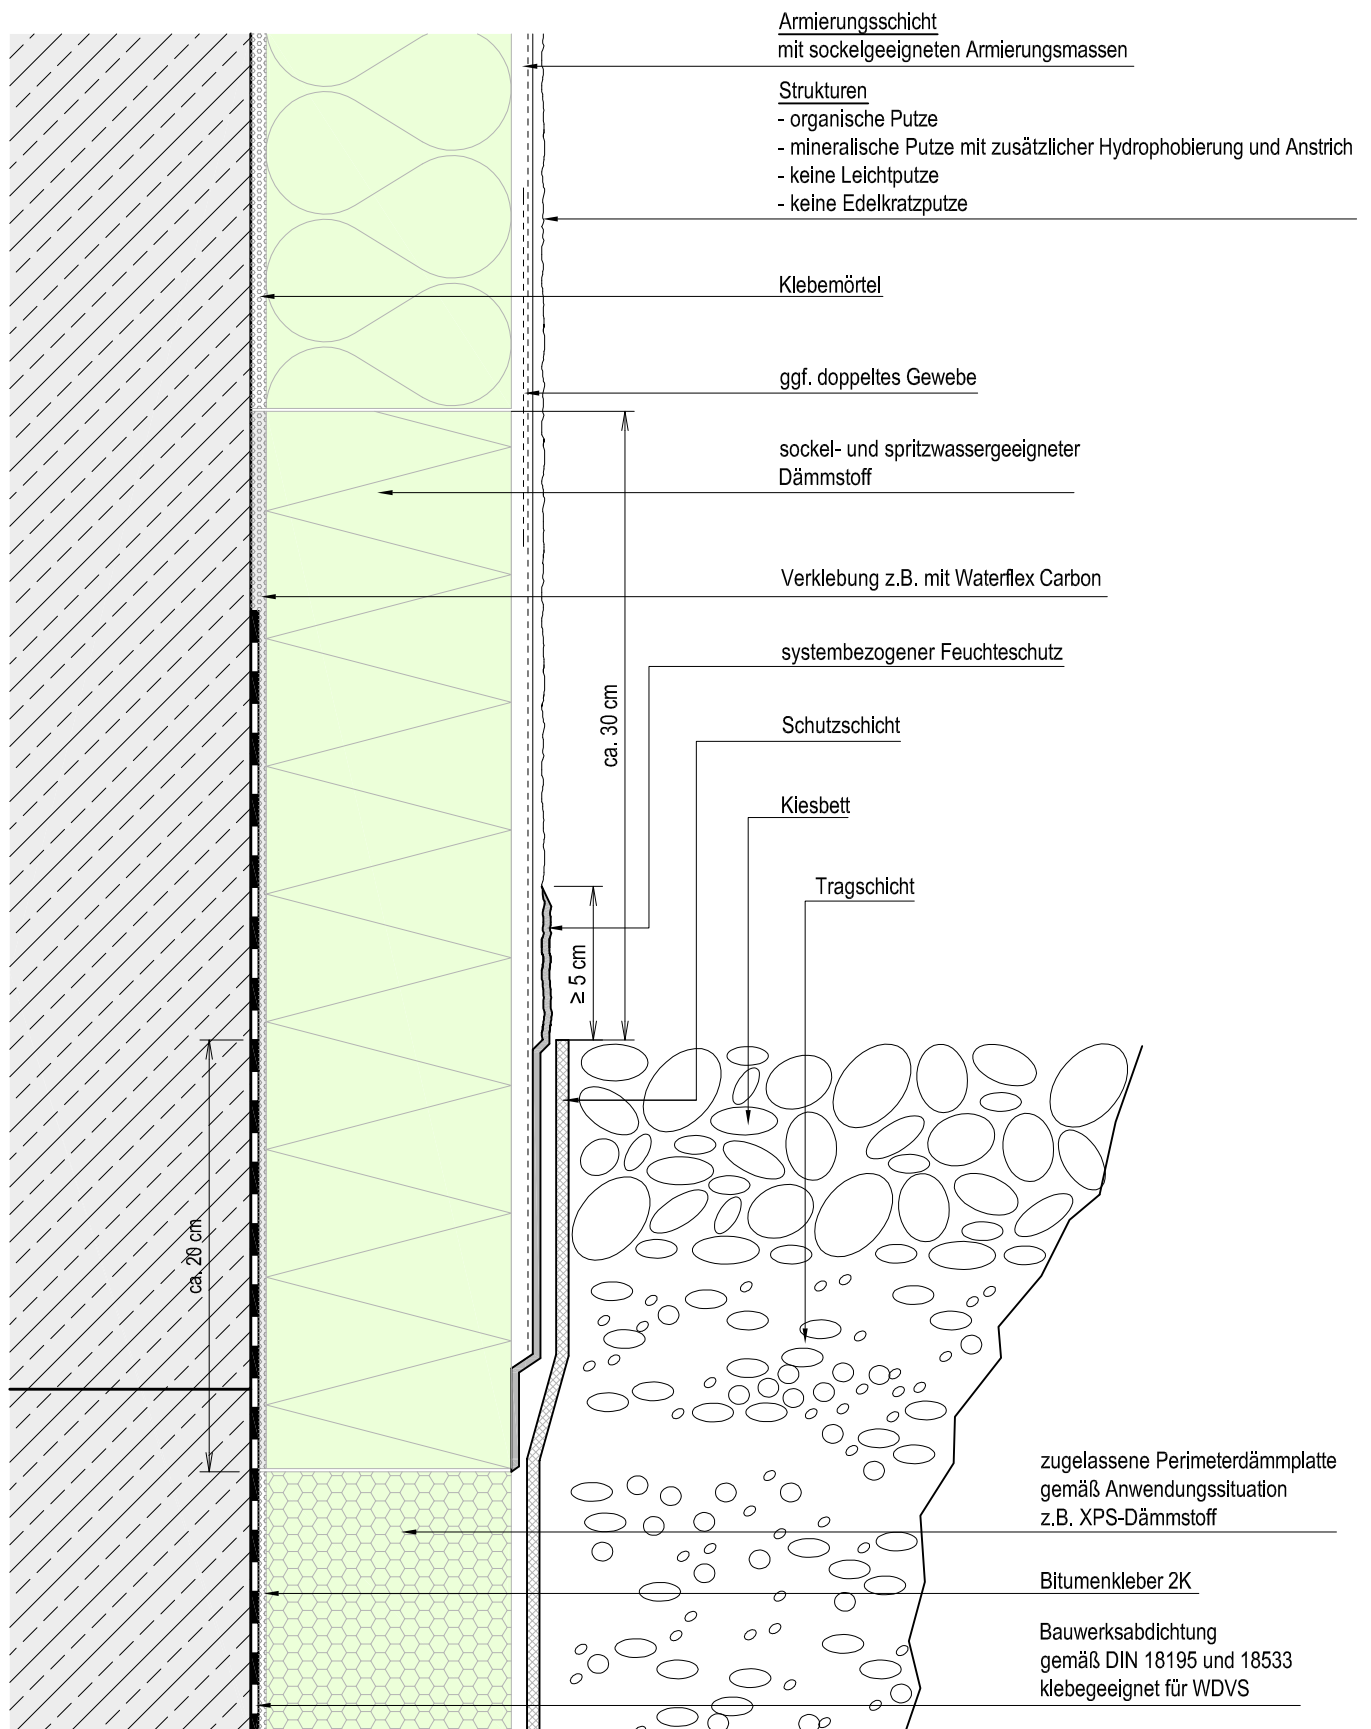 Armierungsschicht
mit sockelgeeigneten Armierungsmassen
Strukturen
- organische Putze
- mineralische Putze mit zusätzlicher Hydrophobierung und Anstrich
- keine Leichtputze
- keine Edelkratzputze
Klebemörtel
ggf. doppeltes Gewebe
sockel- und spritzwassergeeigneter
Dämmstoff
Verklebung z.B. mit Waterflex Carbon
systembezogener Feuchteschutz
ca. 30 cm
Schutzschicht
Kiesbett
Tragschicht
≥ 5 cm
ca. 20 cm
zugelassene Perimeterdämmplatte
gemäß Anwendungssituation
z.B. XPS-Dämmstoff
Bitumenkleber 2K
Bauwerksabdichtung
gemäß DIN 18195 und 18533
klebegeeignet für WDVS